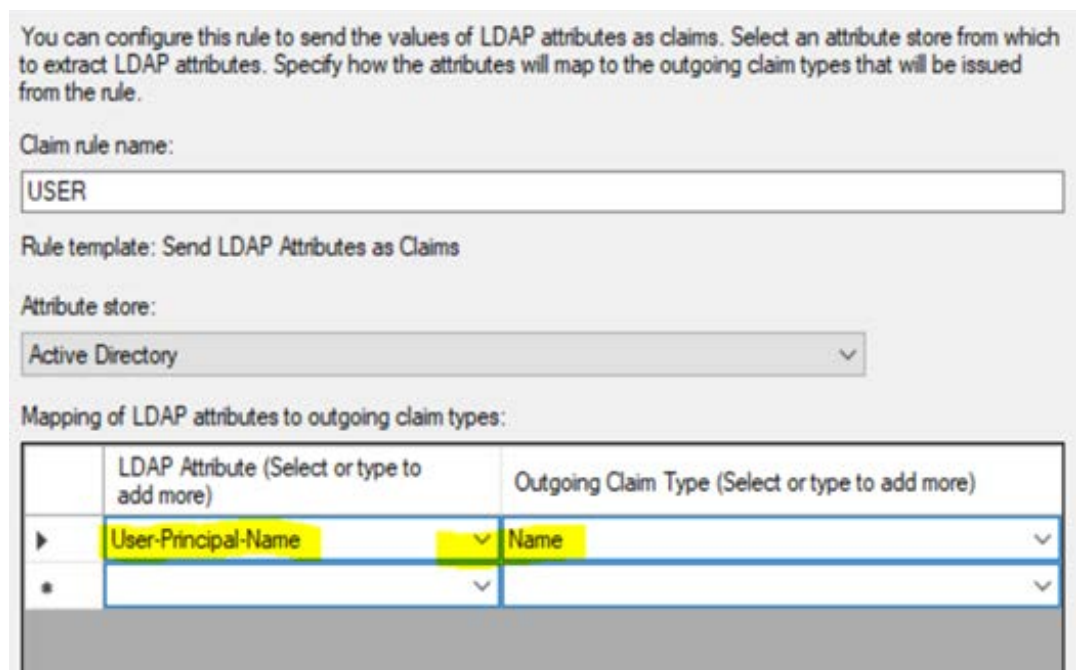 You can configure this rule to send the values of LDAP attributes as claims. Select an attribute store from which
to extract LDAP attributes. Specify how the attributes will map to the outgoing claim types that will be issued
from the rule.
Claim rule name:
USER
Rule template: Send LDAP Attributes as Claims
Attribute store:
Active Directory
Mapping of LDAP attributes to outgoing claim types:
LDAP Attribute (Select or type to
add more)
Outgoing Claim Type (Select or type to add more)
User-Principal-Name
Name